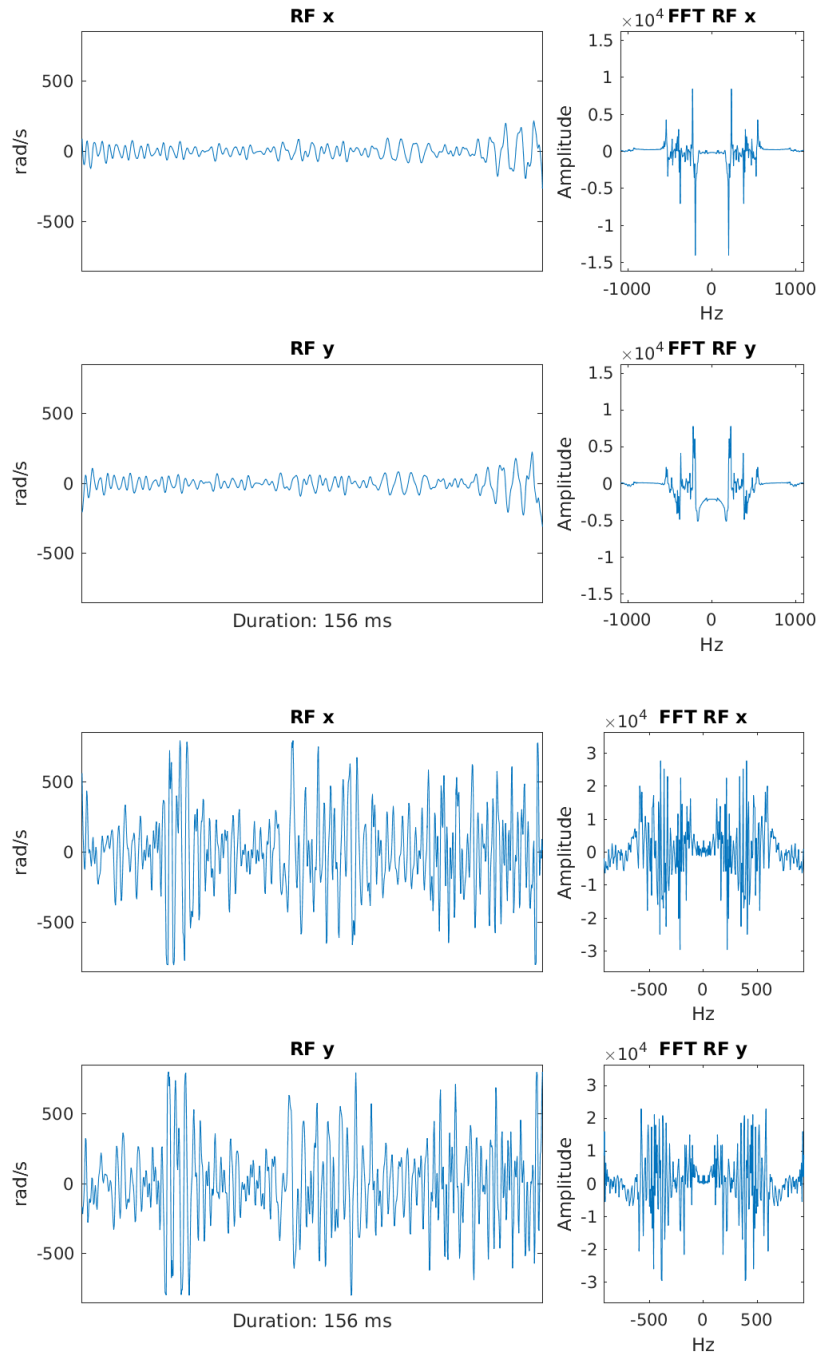 RF x
500
0
-500
rad/s
×10⁴ FFT RF x
1.5
1
0.5
0
-0.5
-1
-1.5
Amplitude
-1000 0 1000
Hz
RF y
500
0
-500
rad/s
Duration: 156 ms
×10⁴ FFT RF y
1.5
1
0.5
0
-0.5
-1
-1.5
Amplitude
-1000 0 1000
Hz
RF x
500
0
-500
rad/s
×10⁴ FFT RF x
3
2
1
0
-1
-2
-3
Amplitude
-500 0 500
Hz
RF y
500
0
-500
rad/s
Duration: 156 ms
×10⁴ FFT RF y
3
2
1
0
-1
-2
-3
Amplitude
-500 0 500
Hz